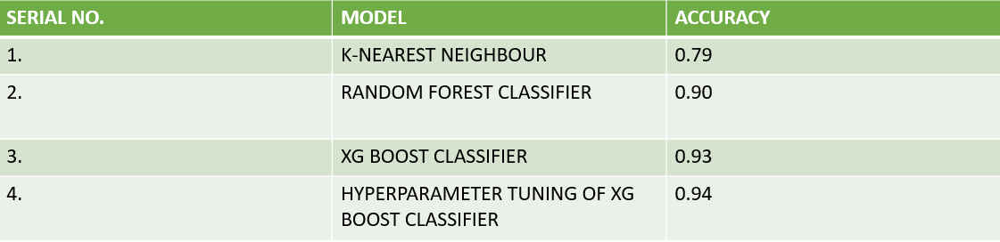 SERIAL NO. MODEL ACCURACY
1. K-NEAREST NEIGHBOUR 0.79
2. RANDOM FOREST CLASSIFIER 0.90
3. XG BOOST CLASSIFIER 0.93
4. HYPERPARAMETER TUNING OF XG 0.94
BOOST CLASSIFIER